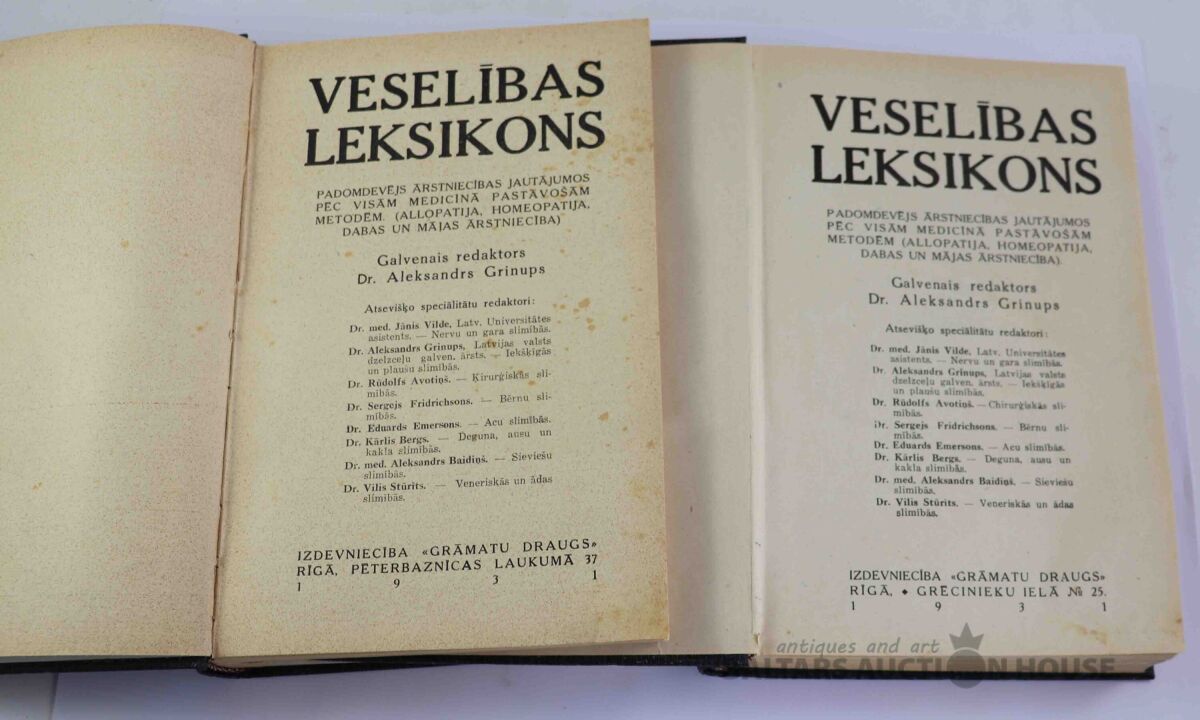 VESELĪBAS
LEKSIKONS
PADOMDEVĒJS ĀRSTNIECĪBAS JAUTĀJUMOS
PĒC VISĀM MEDICINĀ PASTĀVOŠĀM
METODĒM. (ALLOPATIJA, HOMEOPATIJA,
DABAS UN MĀJAS ĀRSTNIECĪBA)
Galvenais redaktors
Dr. Aleksandrs Grinups
Atsevišķo speciālitātu redaktori:
Dr. med. Jānis Vilde, Latv. Universitātes
asistents. — Nervu un gara slimībās.
Dr. Aleksandrs Grinups, Latvijas valsts
dzelzceļu galven. ārsts. — Iekšķīgās
un plaušu slimībās.
Dr. Rūdolfs Avotiņš. — Ķirurģiskās sli-
mībās.
Dr. Sergejs Fridrichsons. — Bērnu sli-
mībās.
Dr. Eduards Emersons. — Acu slimībās.
Dr. Kārlis Bergs. — Deguna, ausu un
kakla slimībās.
Dr. med. Aleksandrs Baidiņš. — Sieviešu
slimībās.
Dr. Vilis Stūrīts. — Veneriskās un ādas
slimībās.
IZDEVNIECĪBA «GRĀMATU DRAUGS»
RĪGĀ, PĒTERBAZNĪCAS LAUKUMĀ 37
1 9 3 1
VESELĪBAS
LEKSIKONS
PADOMDEVĒJS ĀRSTNIECĪBAS JAUTĀJUMOS
PĒC VISĀM MEDICINĀ PASTĀVOŠĀM
METODĒM (ALLOPATIJA, HOMEOPATIJA,
DABAS UN MĀJAS ĀRSTNIECĪBA).
Galvenais redaktors
Dr. Aleksandrs Grinups
Atsevišķo speciālitātu redaktori:
Dr. med. Jānis Vilde, Latv. Universitātes
asistents. — Nervu un gara slimībās.
Dr. Aleksandrs Grinups, Latvijas valsts
dzelzceļu galven. ārsts. — Iekšķīgās
un plaušu slimībās.
Dr. Rūdolfs Avotiņš. — Chirurģiskās sli-
mībās.
Dr. Sergejs Fridrichsons. — Bērnu sli-
mībās.
Dr. Eduards Emersons. — Acu slimībās.
Dr. Kārlis Bergs. — Deguna, ausu un
kakla slimībās.
Dr. med. Aleksandrs Baidiņš. — Sieviešu
slimībās.
Dr. Vilis Stūrīts. — Veneriskās un ādas
slimībās.
IZDEVNIECĪBA «GRĀMATU DRAUGS»
RĪGĀ, ◆ GRĒCINIEKU IELĀ № 25.
1 9 3 1
antiques and art
AUCTION HOUSE